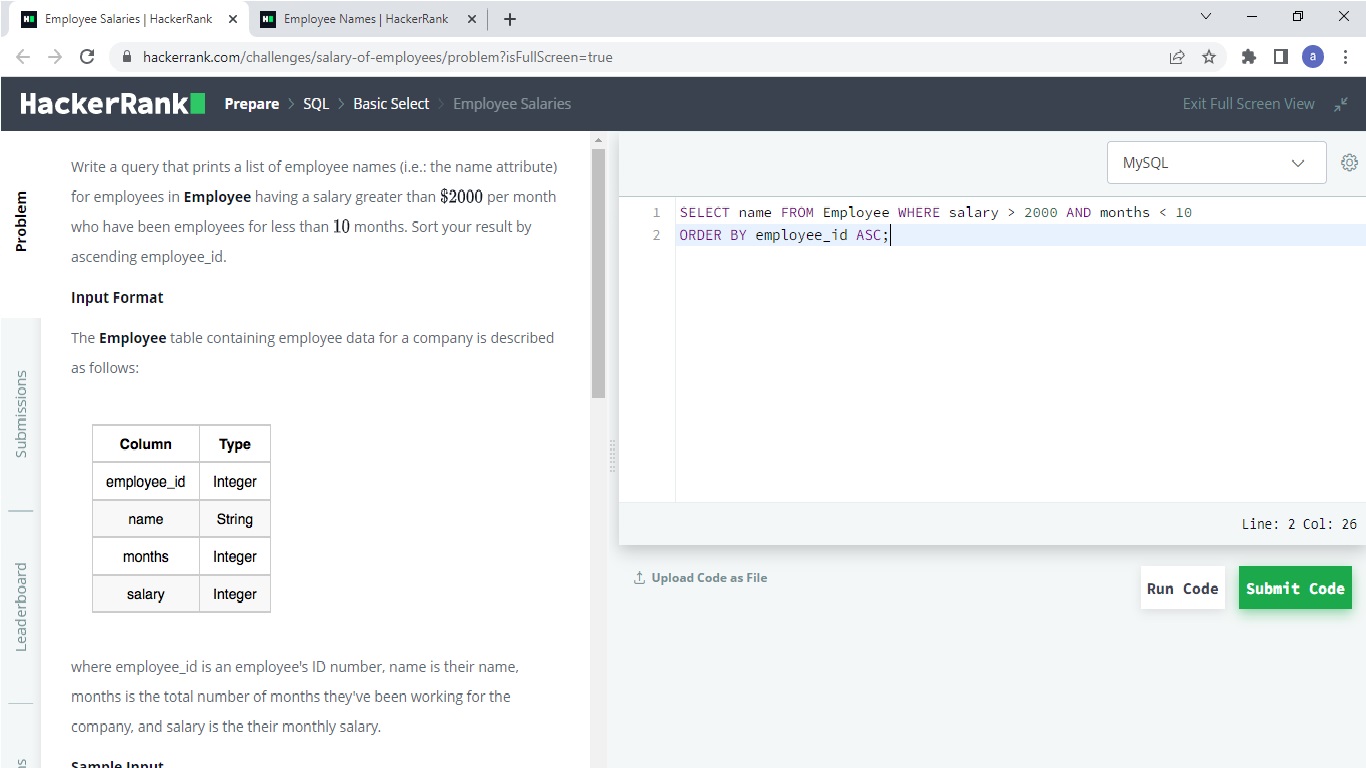 Employee Salaries | HackerRank
Employee Names | HackerRank
hackerrank.com/challenges/salary-of-employees/problem?isFullScreen=true
a
HackerRank
Prepare > SQL > Basic Select > Employee Salaries
Exit Full Screen View
Problem
Submissions
Leaderboard
Write a query that prints a list of employee names (i.e.: the name attribute)
for employees in Employee having a salary greater than $2000 per month
who have been employees for less than 10 months. Sort your result by
ascending employee_id.
Input Format
The Employee table containing employee data for a company is described
as follows:
Column Type
employee_id Integer
name String
months Integer
salary Integer
where employee_id is an employee's ID number, name is their name,
months is the total number of months they've been working for the
company, and salary is the their monthly salary.
Sample Input
MySQL
1 SELECT name FROM Employee WHERE salary > 2000 AND months < 10
2 ORDER BY employee_id ASC;
Line: 2 Col: 26
Upload Code as File
Run Code
Submit Code